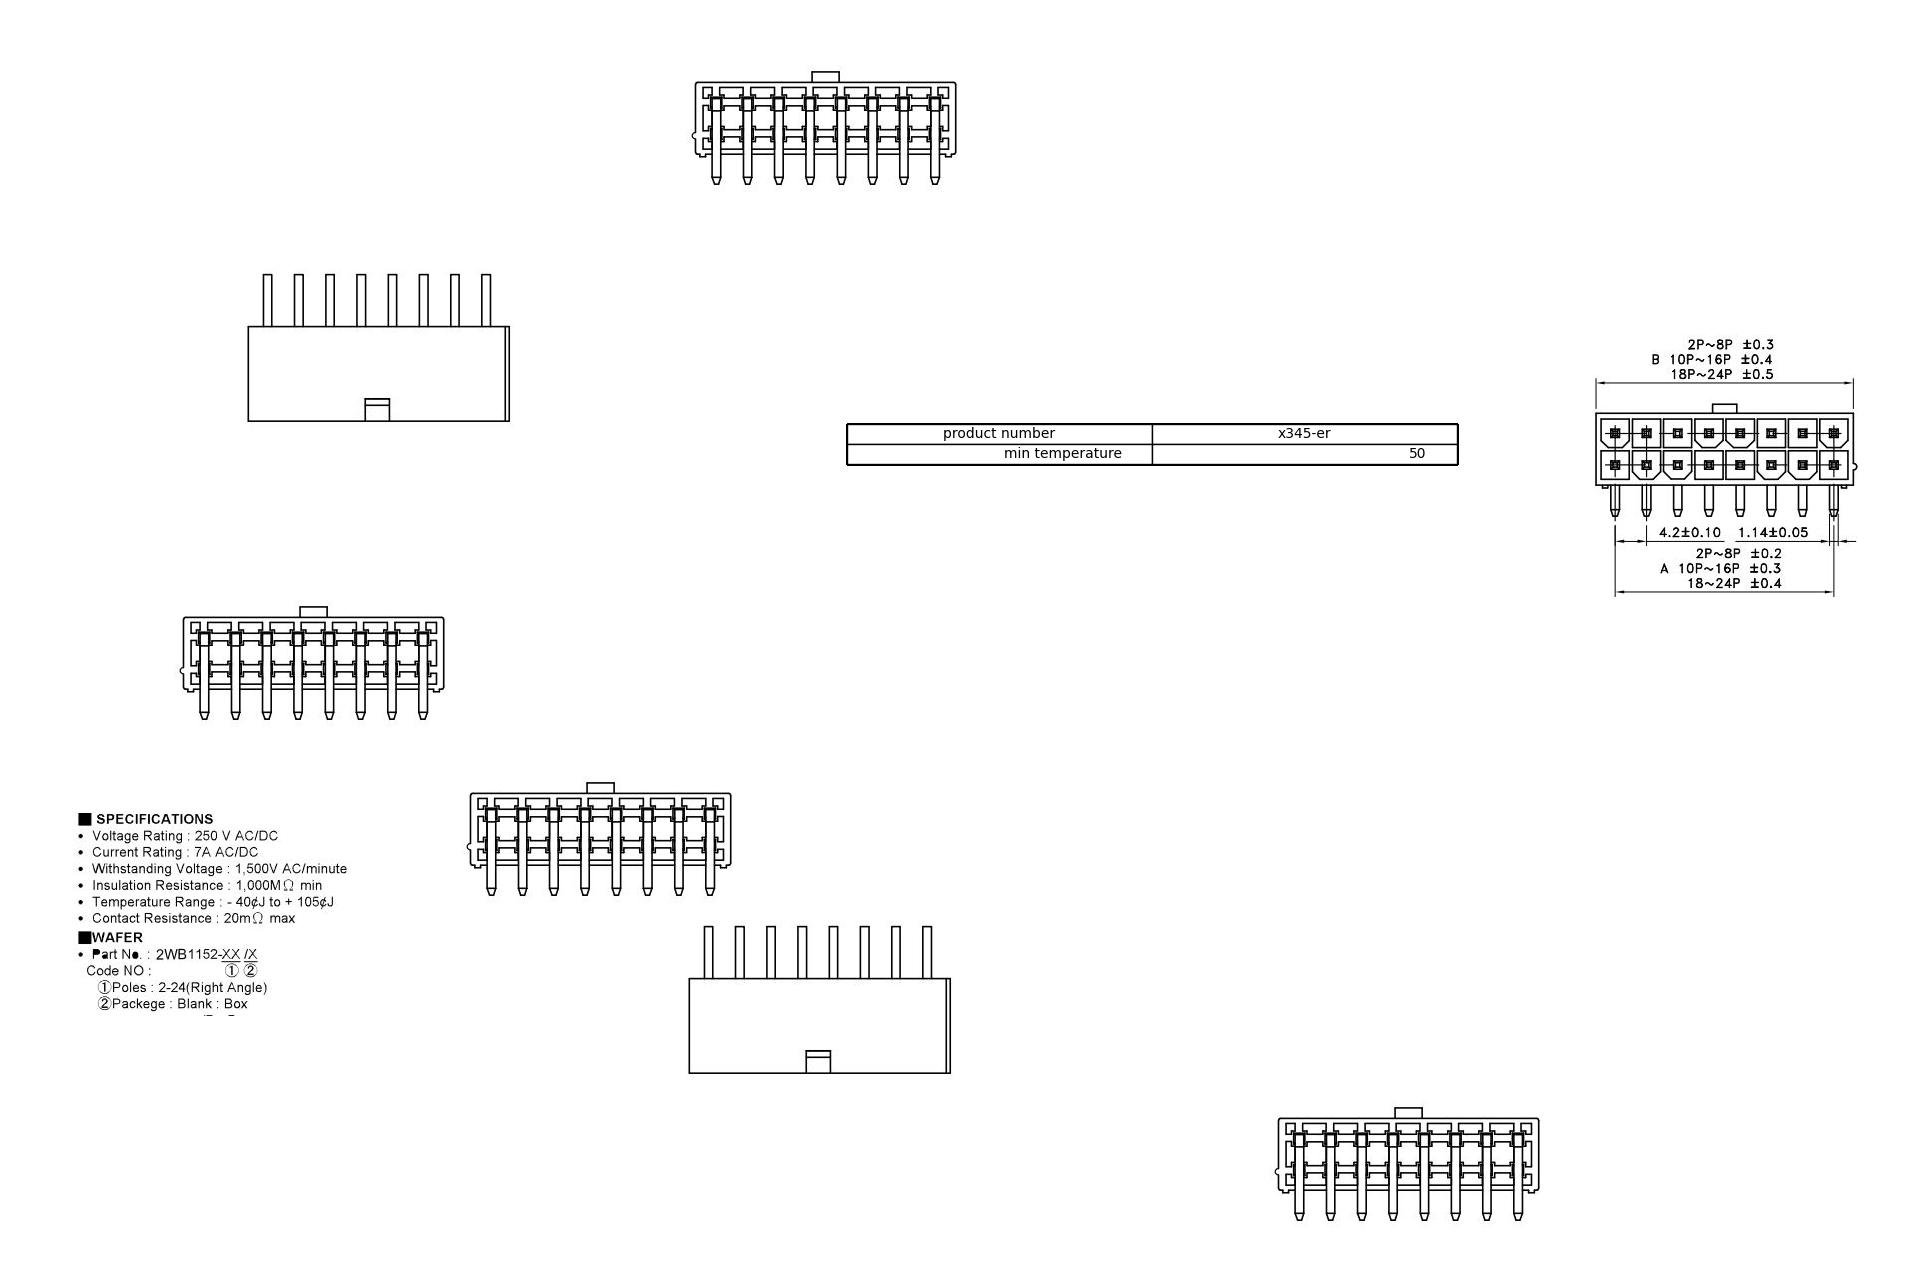 2P~8P ±0.3
B 10P~16P ±0.4
18P~24P ±0.5
product number x345-er
min temperature 50
4.2±0.10 1.14±0.05
2P~8P ±0.2
A 10P~16P ±0.3
18~24P ±0.4
■ SPECIFICATIONS
• Voltage Rating : 250 V AC/DC
• Current Rating : 7A AC/DC
• Withstanding Voltage : 1,500V AC/minute
• Insulation Resistance : 1,000MΩ min
• Temperature Range : - 40¢J to + 105¢J
• Contact Resistance : 20mΩ max
■WAFER
• Part No. : 2WB1152-XX /X
Code NO : ① ②
①Poles : 2-24(Right Angle)
②Packege : Blank : Box